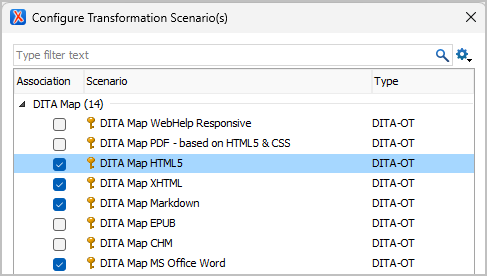 Configure Transformation Scenario(s)
Type filter text
Association Scenario Type
DITA Map (14)
DITA Map WebHelp Responsive DITA-OT
DITA Map PDF - based on HTML5 & CSS DITA-OT
DITA Map HTML5 DITA-OT
DITA Map XHTML DITA-OT
DITA Map Markdown DITA-OT
DITA Map EPUB DITA-OT
DITA Map CHM DITA-OT
DITA Map MS Office Word DITA-OT